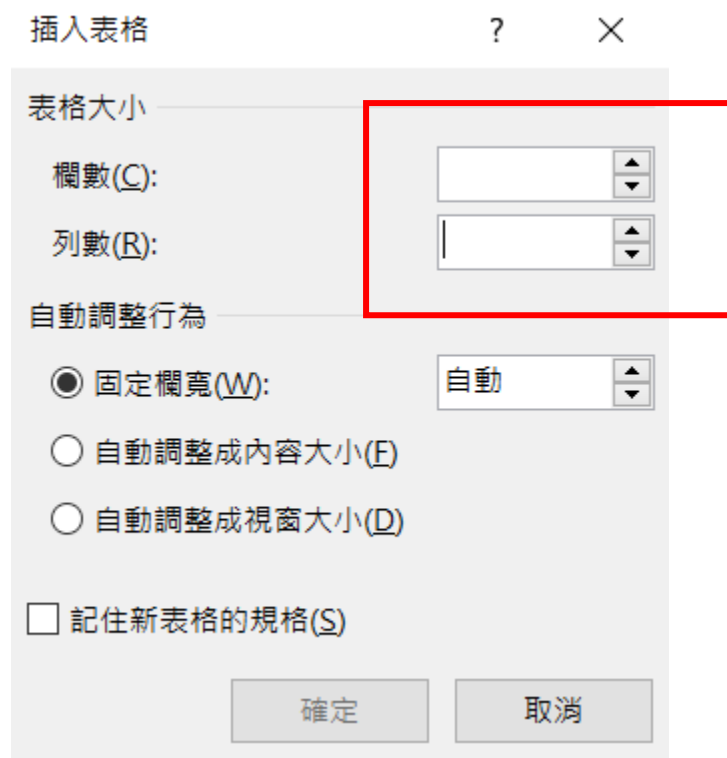 插入表格 ?
表格大小
欄數(C):
列數(R):
自動調整行為
固定欄寬(W): 自動
自動調整成內容大小(F)
自動調整成視窗大小(D)
記住新表格的規格(S)
確定 取消